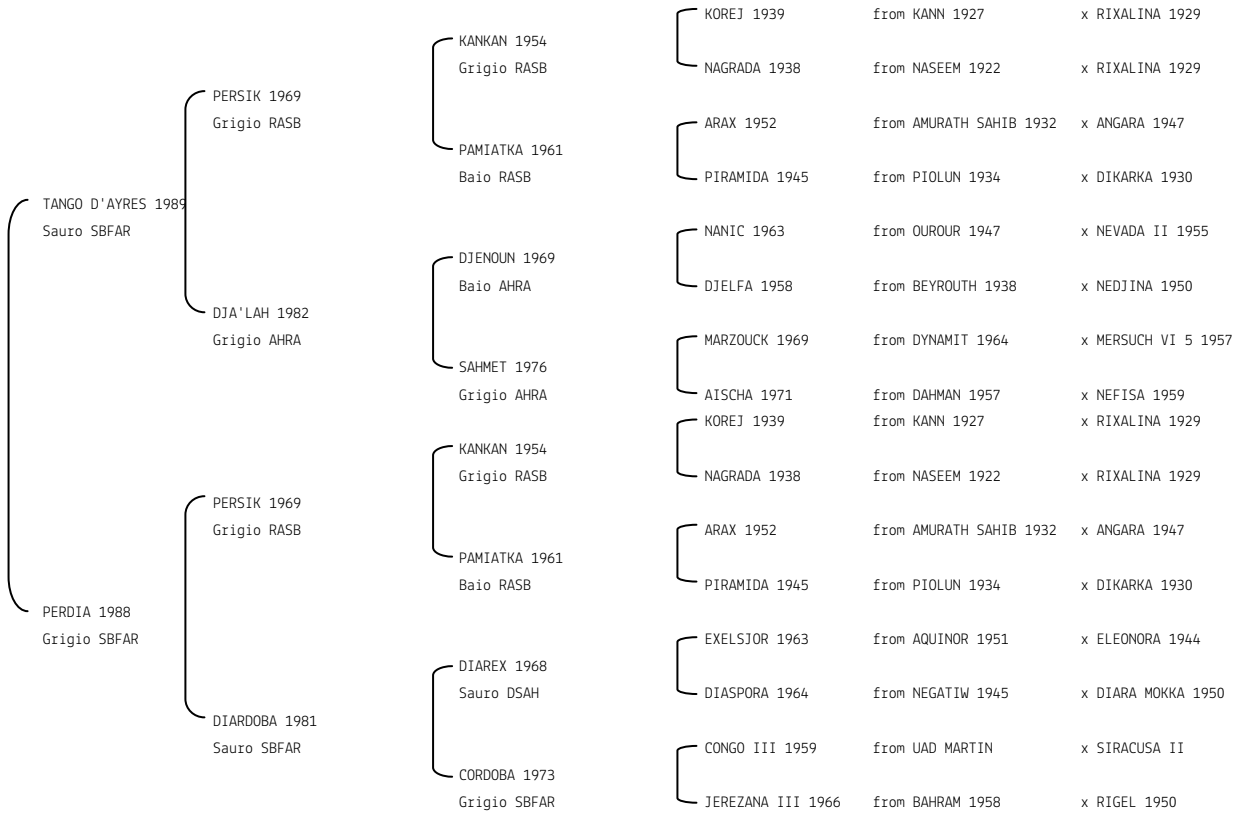 KOREJ 1939 from KANN 1927 x RIXALINA 1929
KANKAN 1954
Grigio RASB NAGRADA 1938 from NASEEM 1922 x RIXALINA 1929
PERSIK 1969
Grigio RASB ARAX 1952 from AMURATH SAHIB 1932 x ANGARA 1947
PAMIATKA 1961
Baio RASB PIRAMIDA 1945 from PIOLUN 1934 x DIKARKA 1930
TANGO D'AYRES 1989
Sauro SBFAR NANIC 1963 from OUROUR 1947 x NEVADA II 1955
DJENOUN 1969
Baio AHRA DJELFA 1958 from BEYROUTH 1938 x NEDJINA 1950
DJA'LAH 1982
Grigio AHRA MARZOUCK 1969 from DYNAMIT 1964 x MERSUCH VI 5 1957
SAHMET 1976
Grigio AHRA AISCHA 1971 from DAHMAN 1957 x NEFISA 1959
KOREJ 1939 from KANN 1927 x RIXALINA 1929
KANKAN 1954
Grigio RASB NAGRADA 1938 from NASEEM 1922 x RIXALINA 1929
PERSIK 1969
Grigio RASB ARAX 1952 from AMURATH SAHIB 1932 x ANGARA 1947
PAMIATKA 1961
Baio RASB PIRAMIDA 1945 from PIOLUN 1934 x DIKARKA 1930
PERDIA 1988
Grigio SBFAR EXELSJOR 1963 from AQUINOR 1951 x ELEONORA 1944
DIAREX 1968
Sauro DSAH DIASPORA 1964 from NEGATIW 1945 x DIARA MOKKA 1950
DIARDOBA 1981
Sauro SBFAR CONGO III 1959 from UAD MARTIN x SIRACUSA II
CORDOBA 1973
Grigio SBFAR JEREZANA III 1966 from BAHRAM 1958 x RIGEL 1950